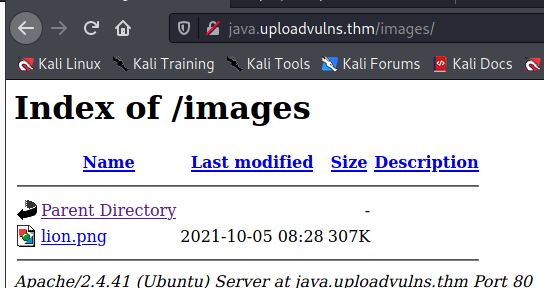 java.uploadvulns.thm/images/
Kali Linux Kali Training Kali Tools Kali Forums Kali Docs
Index of /images
Name Last modified Size Description
Parent Directory -
lion.png 2021-10-05 08:28 307K
Apache/2.4.41 (Ubuntu) Server at java.uploadvulns.thm Port 80